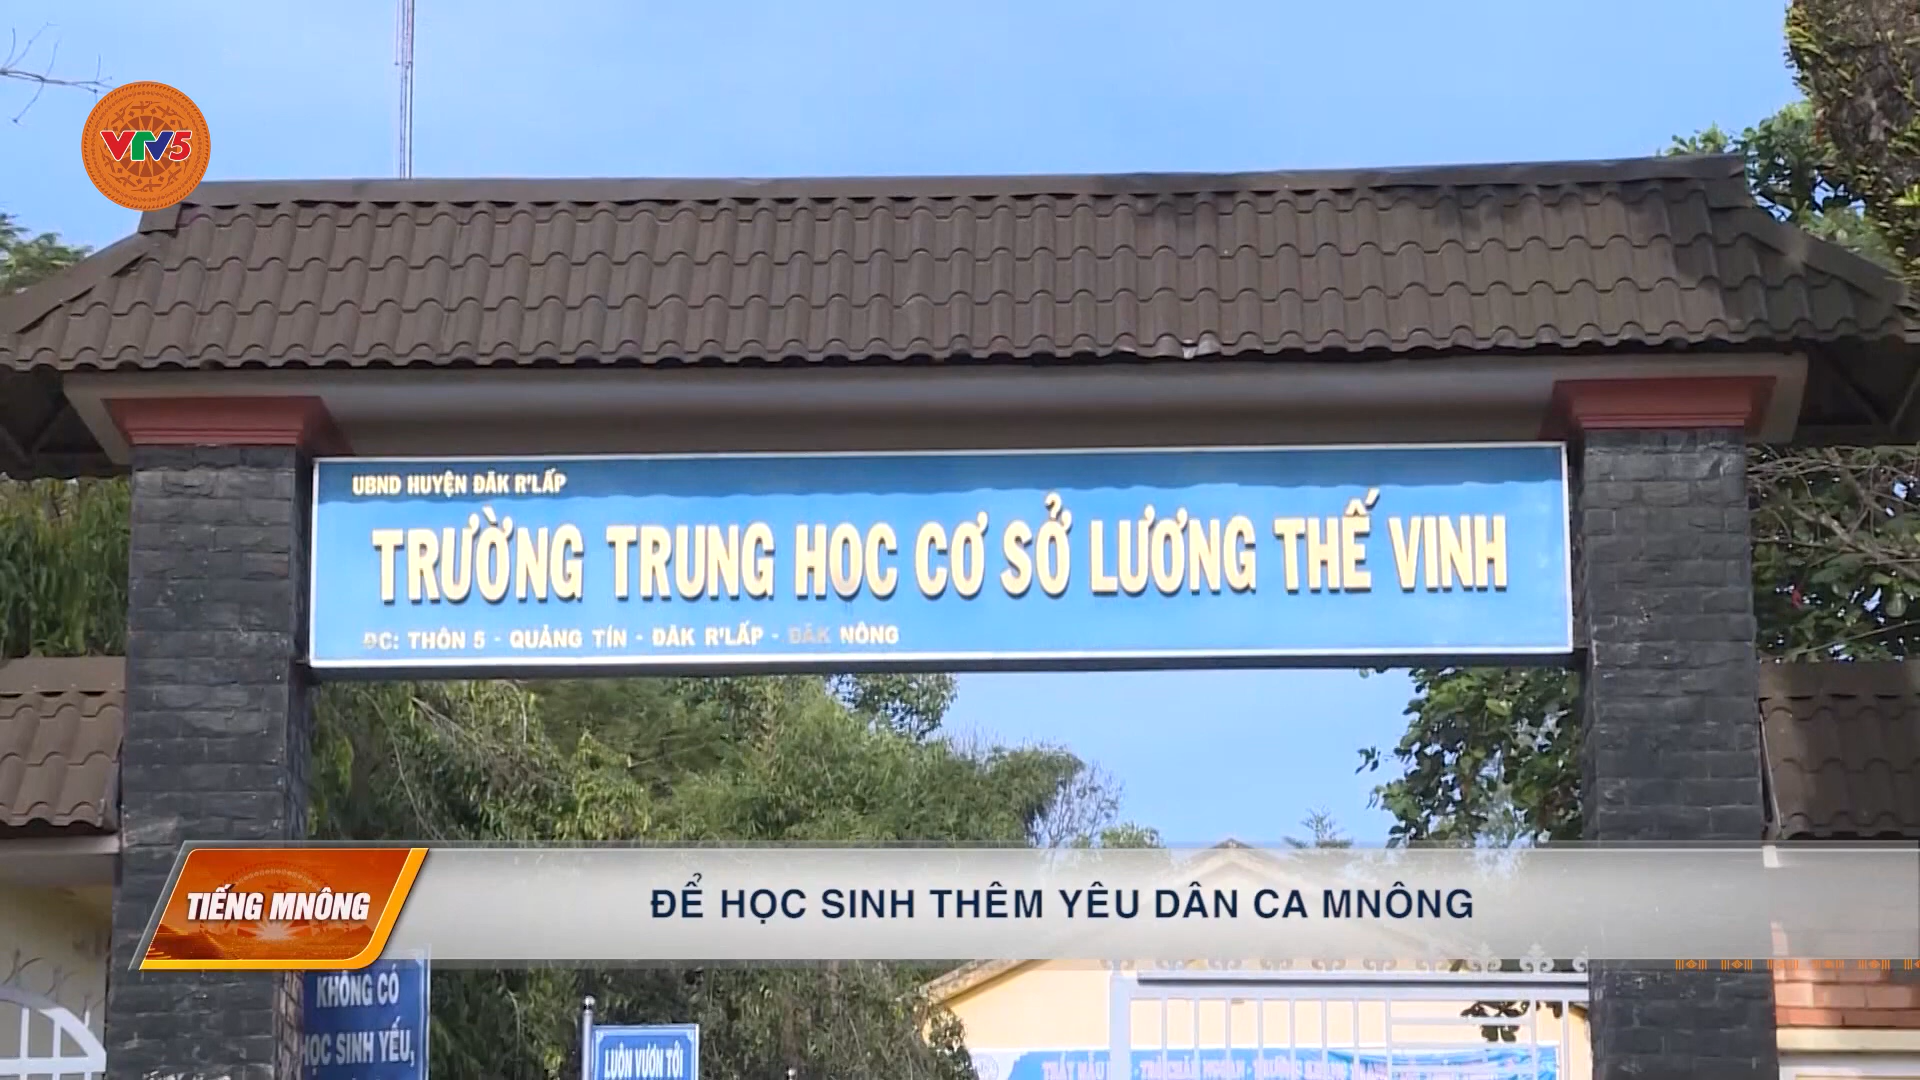 VTV5
UBND HUYỆN ĐĂK R'LẤP
TRƯỜNG TRUNG HỌC CƠ SỞ LƯƠNG THẾ VINH
ĐC: THÔN 5 - QUẢNG TÍN - ĐĂK R'LẤP - ĐĂK NÔNG
TIẾNG MNÔNG
ĐỂ HỌC SINH THÊM YÊU DÂN CA MNÔNG
KHÔNG CÓ
HỌC SINH YẾU,
LUÔN VƯƠN TỚI